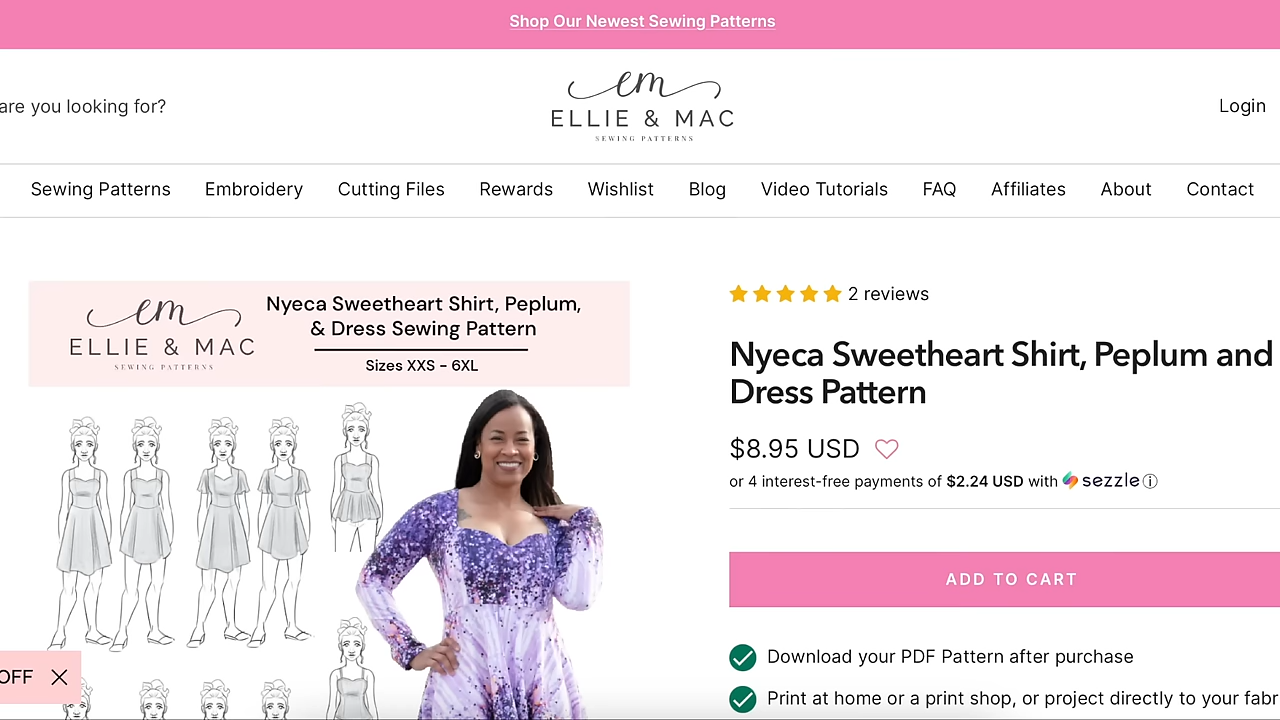 Shop Our Newest Sewing Patterns
are you looking for?
em
ELLIE & MAC
SEWING PATTERNS
Login
Sewing Patterns Embroidery Cutting Files Rewards Wishlist Blog Video Tutorials FAQ Affiliates About Contact
em
ELLIE & MAC
SEWING PATTERNS
Nyeca Sweetheart Shirt, Peplum,
& Dress Sewing Pattern
Sizes XXS - 6XL
2 reviews
Nyeca Sweetheart Shirt, Peplum and
Dress Pattern
$8.95 USD
or 4 interest-free payments of $2.24 USD with sezzle
ADD TO CART
Download your PDF Pattern after purchase
Print at home or a print shop, or project directly to your fabr
OFF